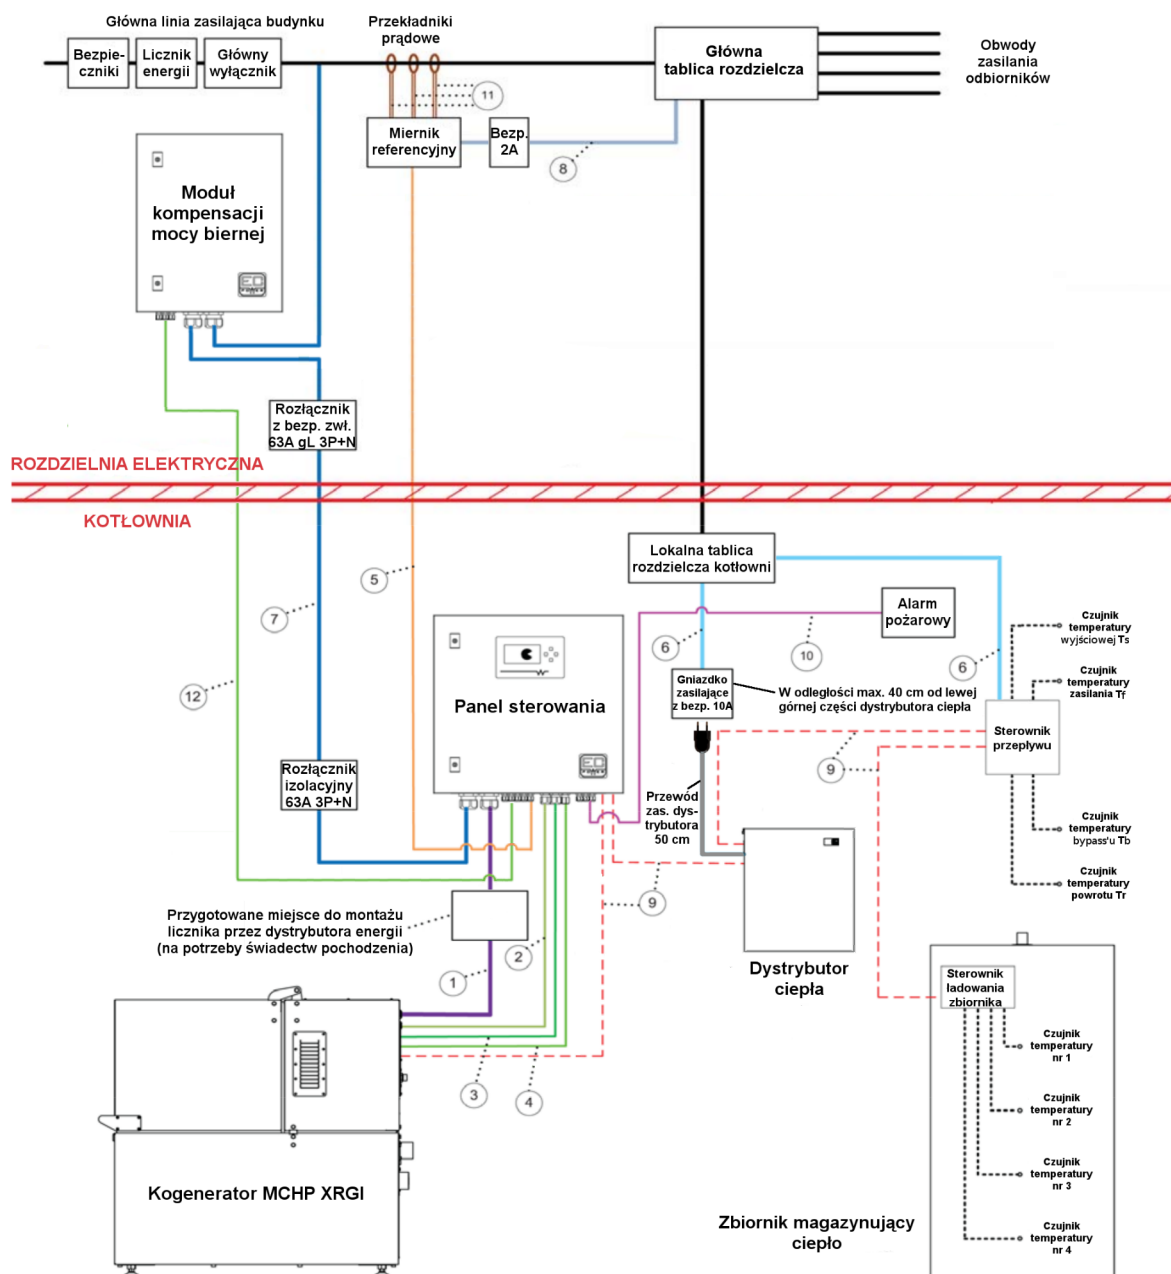 Główna linia zasilająca budynku
Przekładniki
prądowe
Bezpie-
czniki
Licznik
energii
Główny
wyłącznik
Główna
tablica rozdzielcza
Obwody
zasilania
odbiorników
11
Miernik
referencyjny
Bezp.
2A
8
Moduł
kompensacji
mocy biernej
Rozłącznik
z bezp. zwł.
63A gL 3P+N
ROZDZIELNIA ELEKTRYCZNA
KOTŁOWNIA
Lokalna tablica
rozdzielcza kotłowni
5
7
12
6
10
6
Alarm
pożarowy
Czujnik
temperatury
wyjściowej Ts
Czujnik
temperatury
zasilania Tf
Gniazdko
zasilające
z bezp. 10A
W odległości max. 40 cm od lewej
górnej części dystrybutora ciepła
Panel sterowania
Sterownik
przepływu
9
Rozłącznik
izolacyjny
63A 3P+N
Przewód
zas. dys-
trybutora
50 cm
Czujnik
temperatury
bypass'u Tb
Czujnik
temperatury
powrotu Tr
9
Przygotowane miejsce do montażu
licznika przez dystrybutora energii
(na potrzeby świadectw pochodzenia)
2
1
Dystrybutor
ciepła
Sterownik
ładowania
zbiornika
3
4
Czujnik
temperatury
nr 1
Czujnik
temperatury
nr 2
Czujnik
temperatury
nr 3
Czujnik
temperatury
nr 4
Kogenerator MCHP XRGI
Zbiornik magazynujący
ciepło